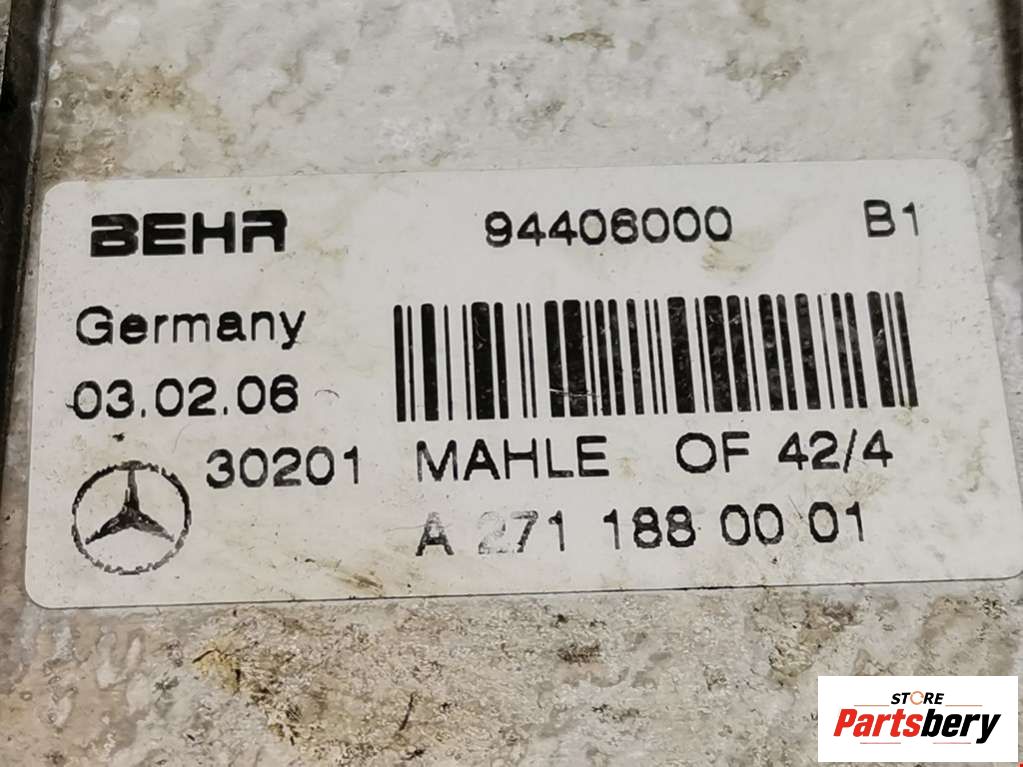 BEHR 94406000 B1
Germany
03.02.06
30201 MAHLE OF 42/4
A 271 188 00 01
STORE
Partsbery